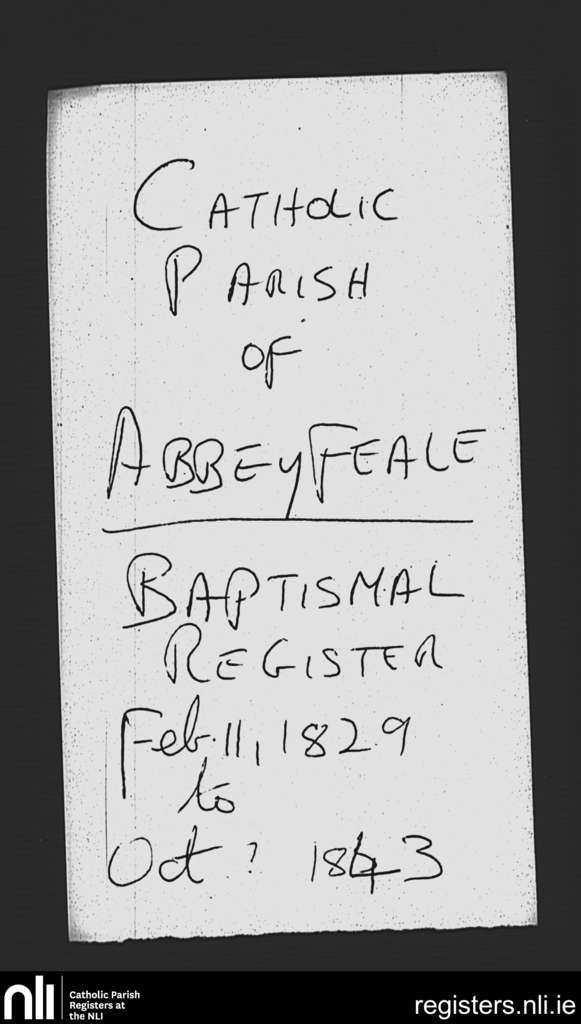 CATHOLIC
PARISH
OF
ABBEYFEALE
BAPTISMAL
REGISTER
Feb. 11, 1829
to
Oct ? 1843
nli
Catholic Parish
Registers at
the NLI
registers.nli.ie